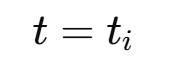 t = t_i